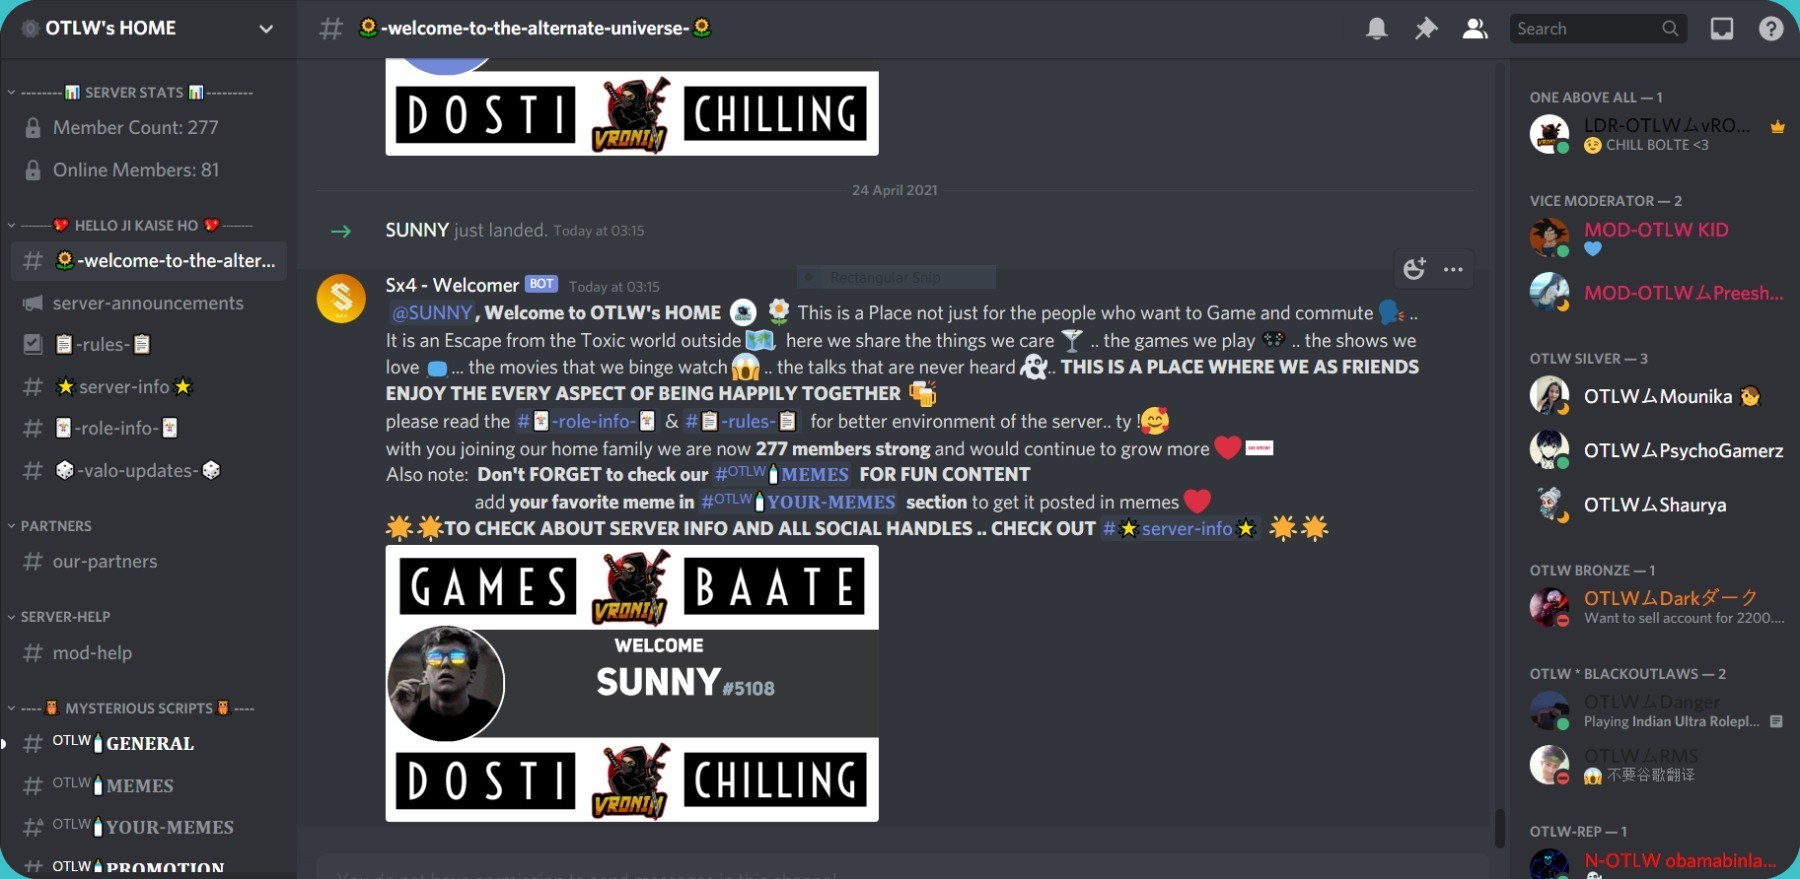 OTLW's HOME
-------- SERVER STATS ---------
Member Count: 277
Online Members: 81
------ HELLO JI KAISE HO ------
-welcome-to-the-alter...
server-announcements
-rules-
server-info
-role-info-
-valo-updates-
PARTNERS
our-partners
SERVER-HELP
mod-help
---- MYSTERIOUS SCRIPTS ----
OTLW GENERAL
OTLW MEMES
OTLW YOUR-MEMES
OTLW PROMOTION
# -welcome-to-the-alternate-universe-
Search
DOSTI VRONIN CHILLING
24 April 2021
SUNNY just landed. Today at 03:15
Sx4 - Welcomer BOT Today at 03:15
Rectangular Snip
@SUNNY, Welcome to OTLW's HOME This is a Place not just for the people who want to Game and commute ..
It is an Escape from the Toxic world outside here we share the things we care .. the games we play .. the shows we
love ... the movies that we binge watch .. the talks that are never heard .. THIS IS A PLACE WHERE WE AS FRIENDS
ENJOY THE EVERY ASPECT OF BEING HAPPILY TOGETHER
please read the # -role-info- & # -rules- for better environment of the server.. ty !
with you joining our home family we are now 277 members strong and would continue to grow more
Also note: Don't FORGET to check our #OTLW MEMES FOR FUN CONTENT
add your favorite meme in #OTLW YOUR-MEMES section to get it posted in memes
TO CHECK ABOUT SERVER INFO AND ALL SOCIAL HANDLES .. CHECK OUT # server-info
GAMES VRONIN BAATE
WELCOME
SUNNY#5108
DOSTI VRONIN CHILLING
You do not have permission to send messages in this channel.
ONE ABOVE ALL — 1
LDR-OTLWムvRO...
CHILL BOLTE <3
VICE MODERATOR — 2
MOD-OTLW KID
MOD-OTLWムPreesh...
OTLW SILVER — 3
OTLWムMounika
OTLWムPsychoGamerz
OTLWムShaurya
OTLW BRONZE — 1
OTLWムDarkダーク
Want to sell account for 2200....
OTLW * BLACKOUTLAWS — 2
OTLWムDanger
Playing Indian Ultra Rolepl...
OTLWムRMS
不要谷歌翻译
OTLW-REP — 1
N-OTLW obamabinla...